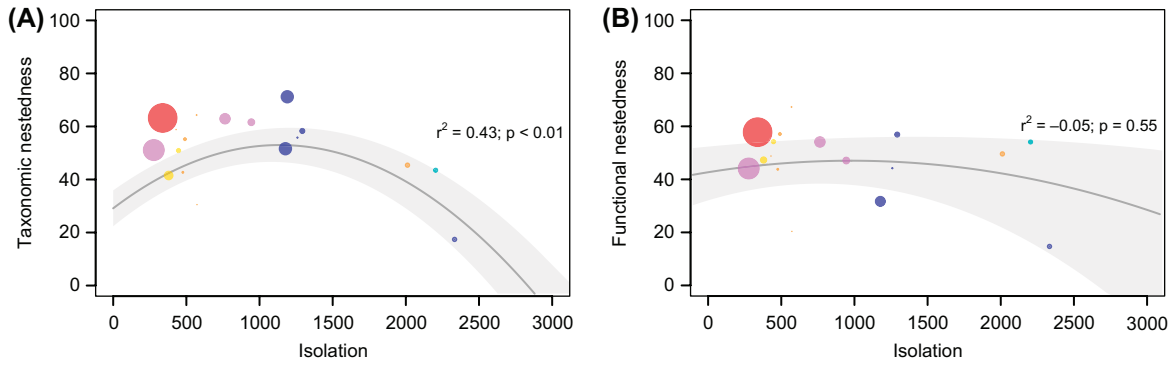 (A)
Taxonomic nestedness
100
80
60
40
20
0
r² = 0.43; p < 0.01
0 500 1000 1500 2000 2500 3000
Isolation
(B)
Functional nestedness
100
80
60
40
20
0
r² = –0.05; p = 0.55
0 500 1000 1500 2000 2500 3000
Isolation